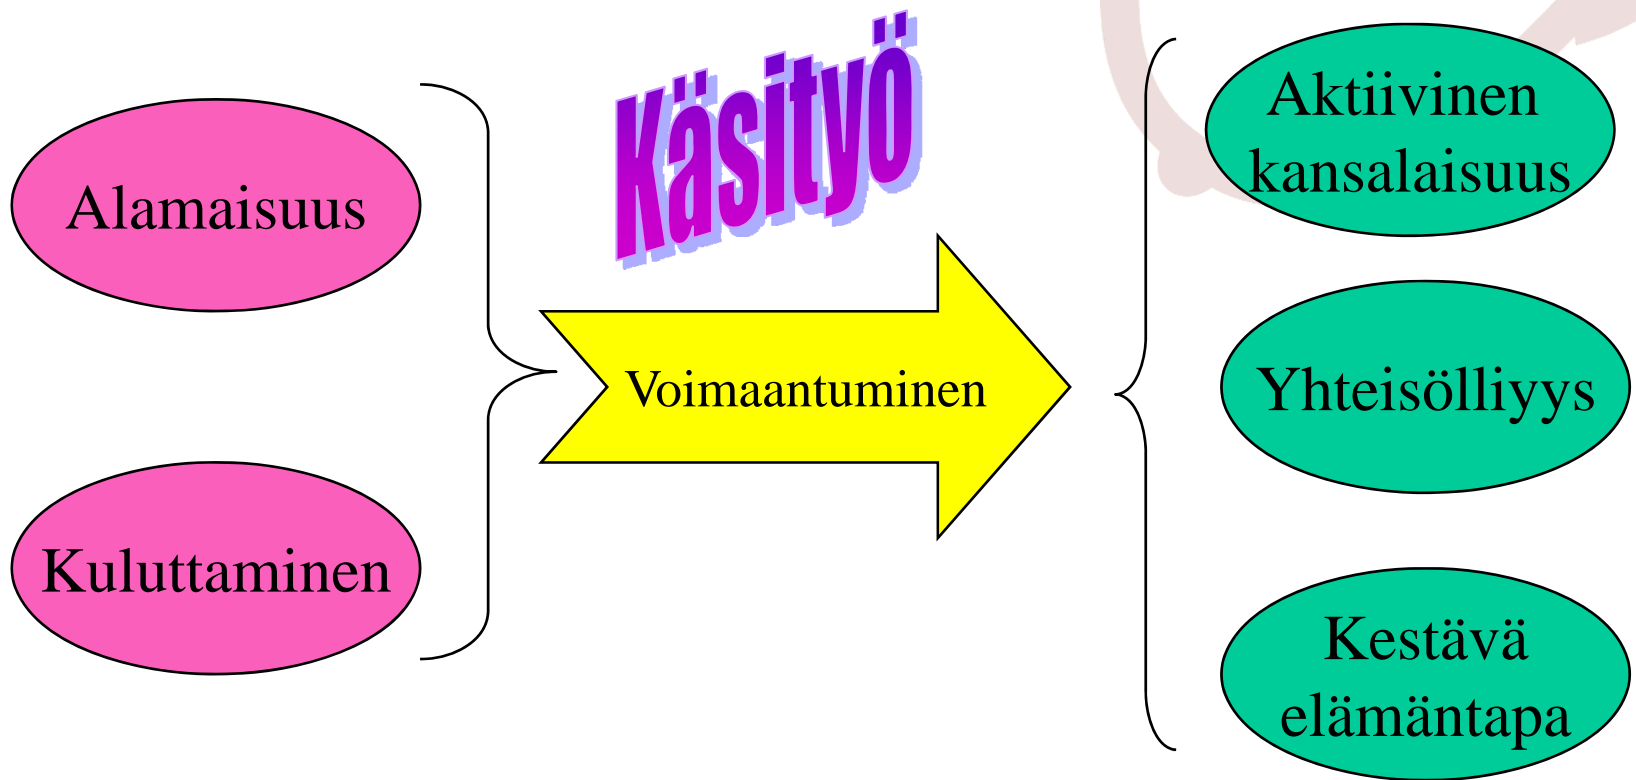 Käsityö
Alamaisuus
Kuluttaminen
Voimaantuminen
Aktiivinen
kansalaisuus
Yhteisölliyys
Kestävä
elämäntapa